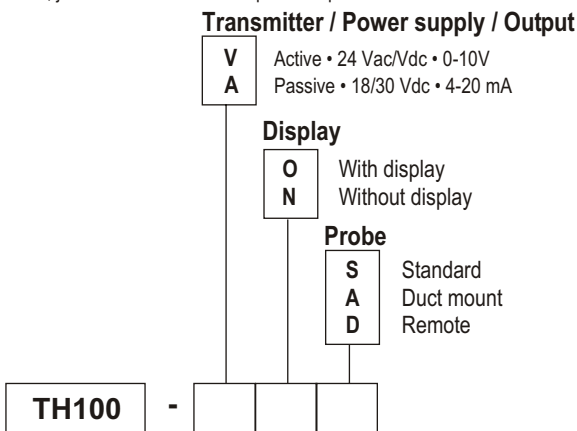 Transmitter / Power supply / Output
V Active • 24 Vac/Vdc • 0-10V
A Passive • 18/30 Vdc • 4-20 mA
Display
O With display
N Without display
Probe
S Standard
A Duct mount
D Remote
TH100 -